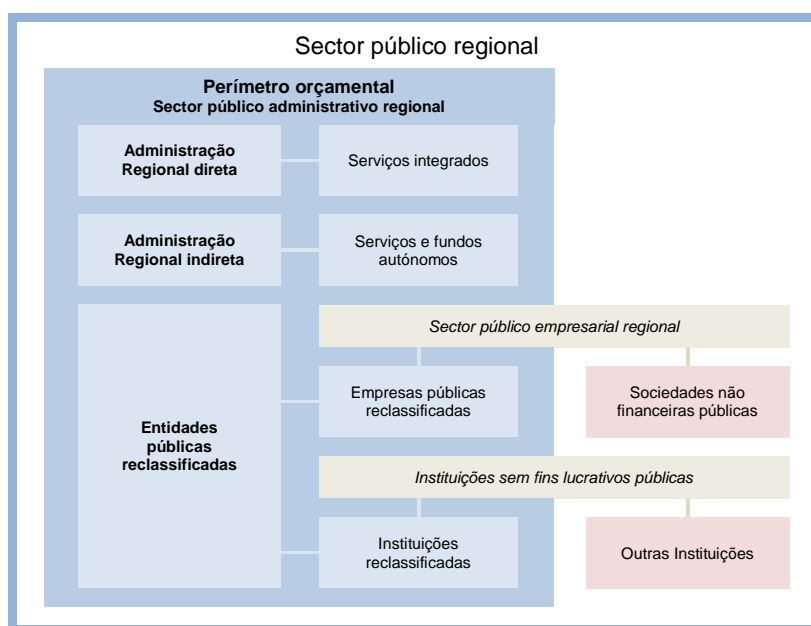 Sector público regional
Perímetro orçamental
Sector público administrativo regional
Administração
Regional direta
Serviços integrados
Administração
Regional indireta
Serviços e fundos
autónomos
Entidades
públicas
reclassificadas
Sector público empresarial regional
Empresas públicas
reclassificadas
Sociedades não
financeiras públicas
Instituições sem fins lucrativos públicas
Instituições
reclassificadas
Outras Instituições